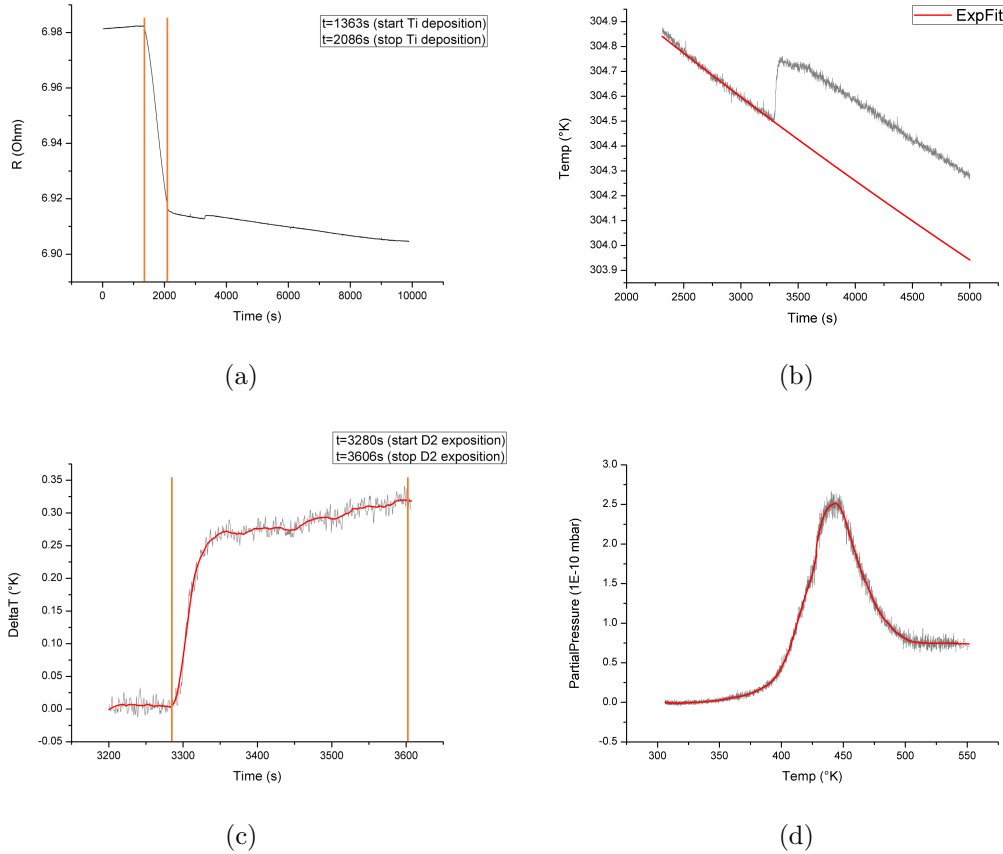 t=1363s (start Ti deposition)
t=2086s (stop Ti deposition)
6.98
6.96
6.94
6.92
6.90
R (Ohm)
0 2000 4000 6000 8000 10000
Time (s)
(a)
ExpFit
304.9
304.8
304.7
304.6
304.5
304.4
304.3
304.2
304.1
304.0
303.9
Temp (°K)
2000 2500 3000 3500 4000 4500 5000
Time (s)
(b)
t=3280s (start D2 exposition)
t=3606s (stop D2 exposition)
0.35
0.30
0.25
0.20
0.15
0.10
0.05
0.00
-0.05
DeltaT (°K)
3200 3300 3400 3500 3600
Time (s)
(c)
3.0
2.5
2.0
1.5
1.0
0.5
0.0
-0.5
PartialPressure (1E-10 mbar)
300 350 400 450 500 550
Temp (°K)
(d)